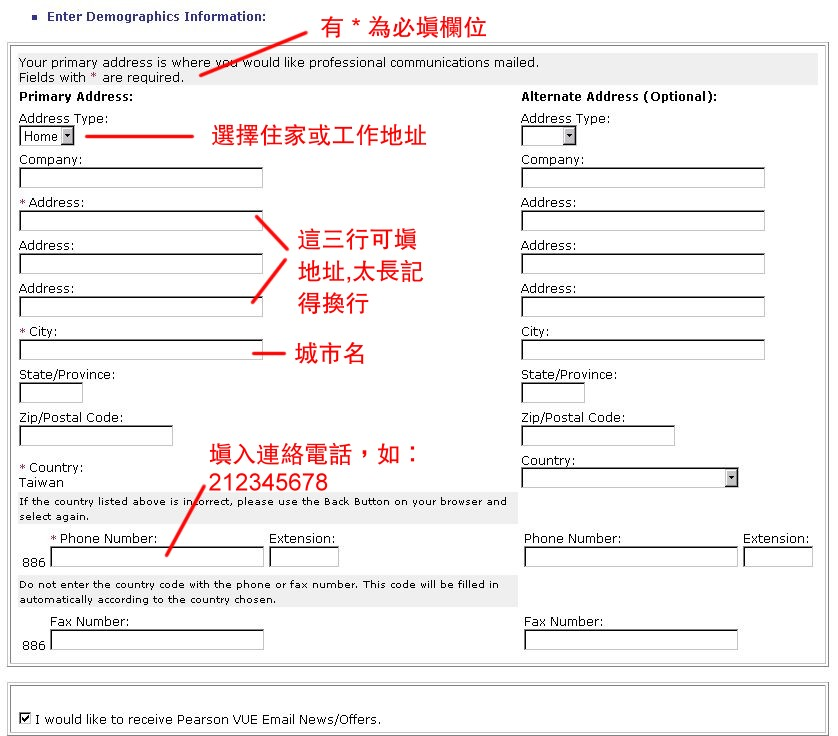 Enter Demographics Information:
有 * 為必填欄位
Your primary address is where you would like professional communications mailed.
Fields with * are required.
Primary Address:
Alternate Address (Optional):
Address Type:
Address Type:
Home
選擇住家或工作地址
Company:
Company:
* Address:
Address:
這三行可填
Address:
Address:
地址,太長記
Address:
Address:
得換行
* City:
City:
城市名
State/Province:
State/Province:
Zip/Postal Code:
Zip/Postal Code:
填入連絡電話，如：
* Country:
Country:
Taiwan
212345678
If the country listed above is incorrect, please use the Back Button on your browser and
select again.
* Phone Number:
Extension:
Phone Number:
Extension:
886
Do not enter the country code with the phone or fax number. This code will be filled in
automatically according to the country chosen.
Fax Number:
Fax Number:
886
I would like to receive Pearson VUE Email News/Offers.